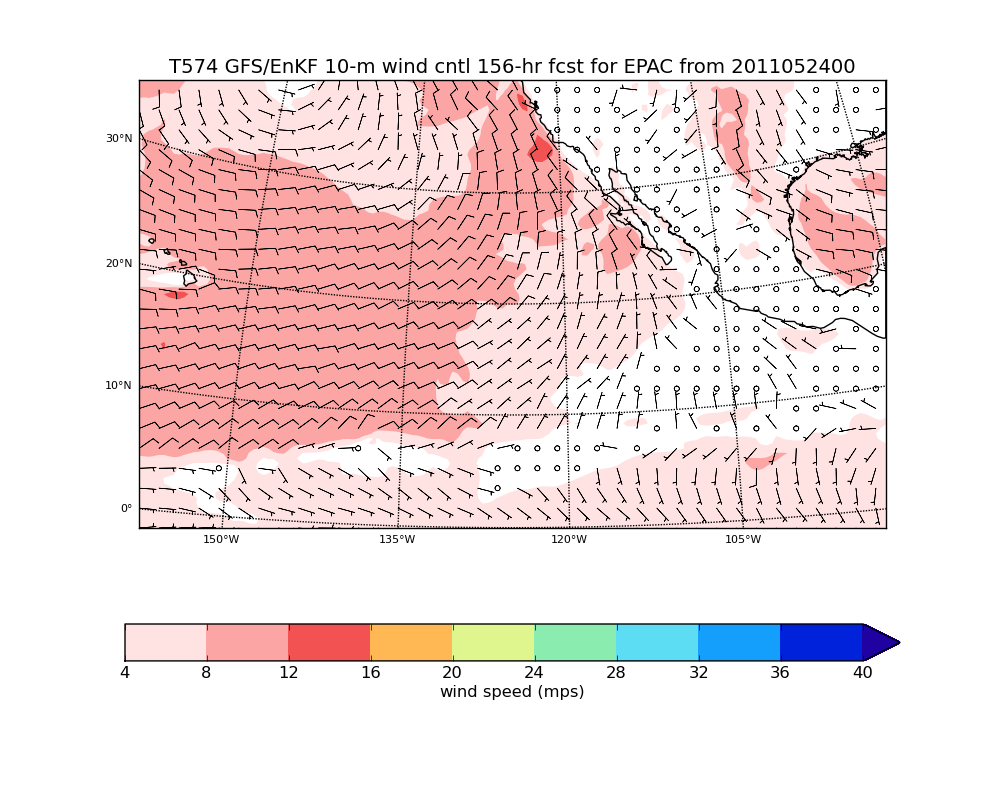 T574 GFS/EnKF 10-m wind cntl 156-hr fcst for EPAC from 2011052400
30°N
20°N
10°N
0°
150°W 135°W 120°W 105°W
4 8 12 16 20 24 28 32 36 40
wind speed (mps)